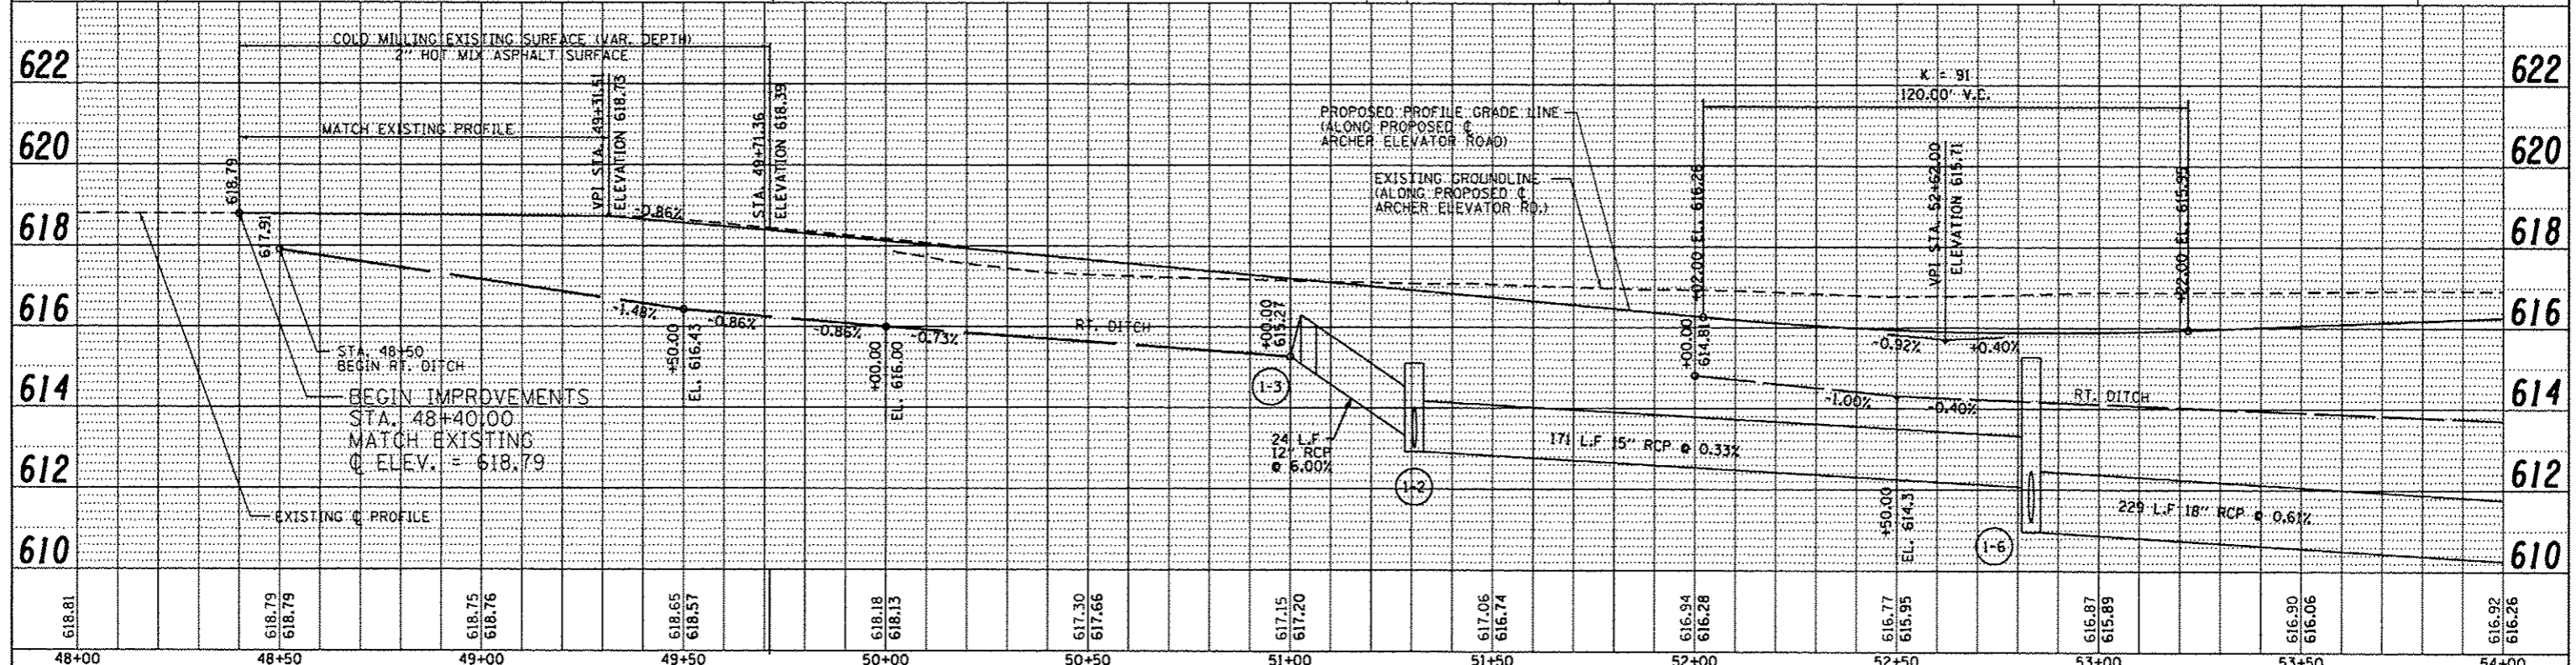 COLD MILLING EXISTING SURFACE (VAR. DEPTH)
2" HOT MIX ASPHALT SURFACE
622
622
K = 91
120.00' V.C.
MATCH EXISTING PROFILE
VPI STA. 49+31.51
ELEVATION 618.73
STA. 49+71.36
ELEVATION 618.39
PROPOSED PROFILE GRADE LINE
(ALONG PROPOSED ℄
ARCHER ELEVATOR ROAD)
620
620
EXISTING GROUNDLINE
(ALONG PROPOSED ℄
ARCHER ELEVATOR RD.)
+02.00 EL. 616.26
VPI STA. 52+62.00
ELEVATION 615.71
+22.00 EL. 615.95
618.79
617.91
-0.86%
618
618
616
616
-1.48%
-0.86%
-0.86%
-0.73%
RT. DITCH
+00.00
615.27
+00.00
614.81
-0.92%
+0.40%
STA. 48+50
BEGIN RT. DITCH
+50.00
EL. 616.43
+00.00
EL. 616.00
1-3
BEGIN IMPROVEMENTS
STA. 48+40.00
MATCH EXISTING
℄ ELEV. = 618.79
614
614
-1.00%
-0.40%
RT. DITCH
24 L.F
12" RCP
@ 6.00%
171 L.F 15" RCP @ 0.33%
1-2
612
612
+50.00
EL. 614.31
229 L.F 18" RCP @ 0.61%
EXISTING ℄ PROFILE
1-6
610
610
618.81
618.79
618.79
618.75
618.76
618.65
618.57
618.18
618.13
617.30
617.66
617.15
617.20
617.06
616.74
616.94
616.28
616.77
615.95
616.87
615.89
616.90
616.06
616.92
616.26
48+00 48+50 49+00 49+50 50+00 50+50 51+00 51+50 52+00 52+50 53+00 53+50 54+00